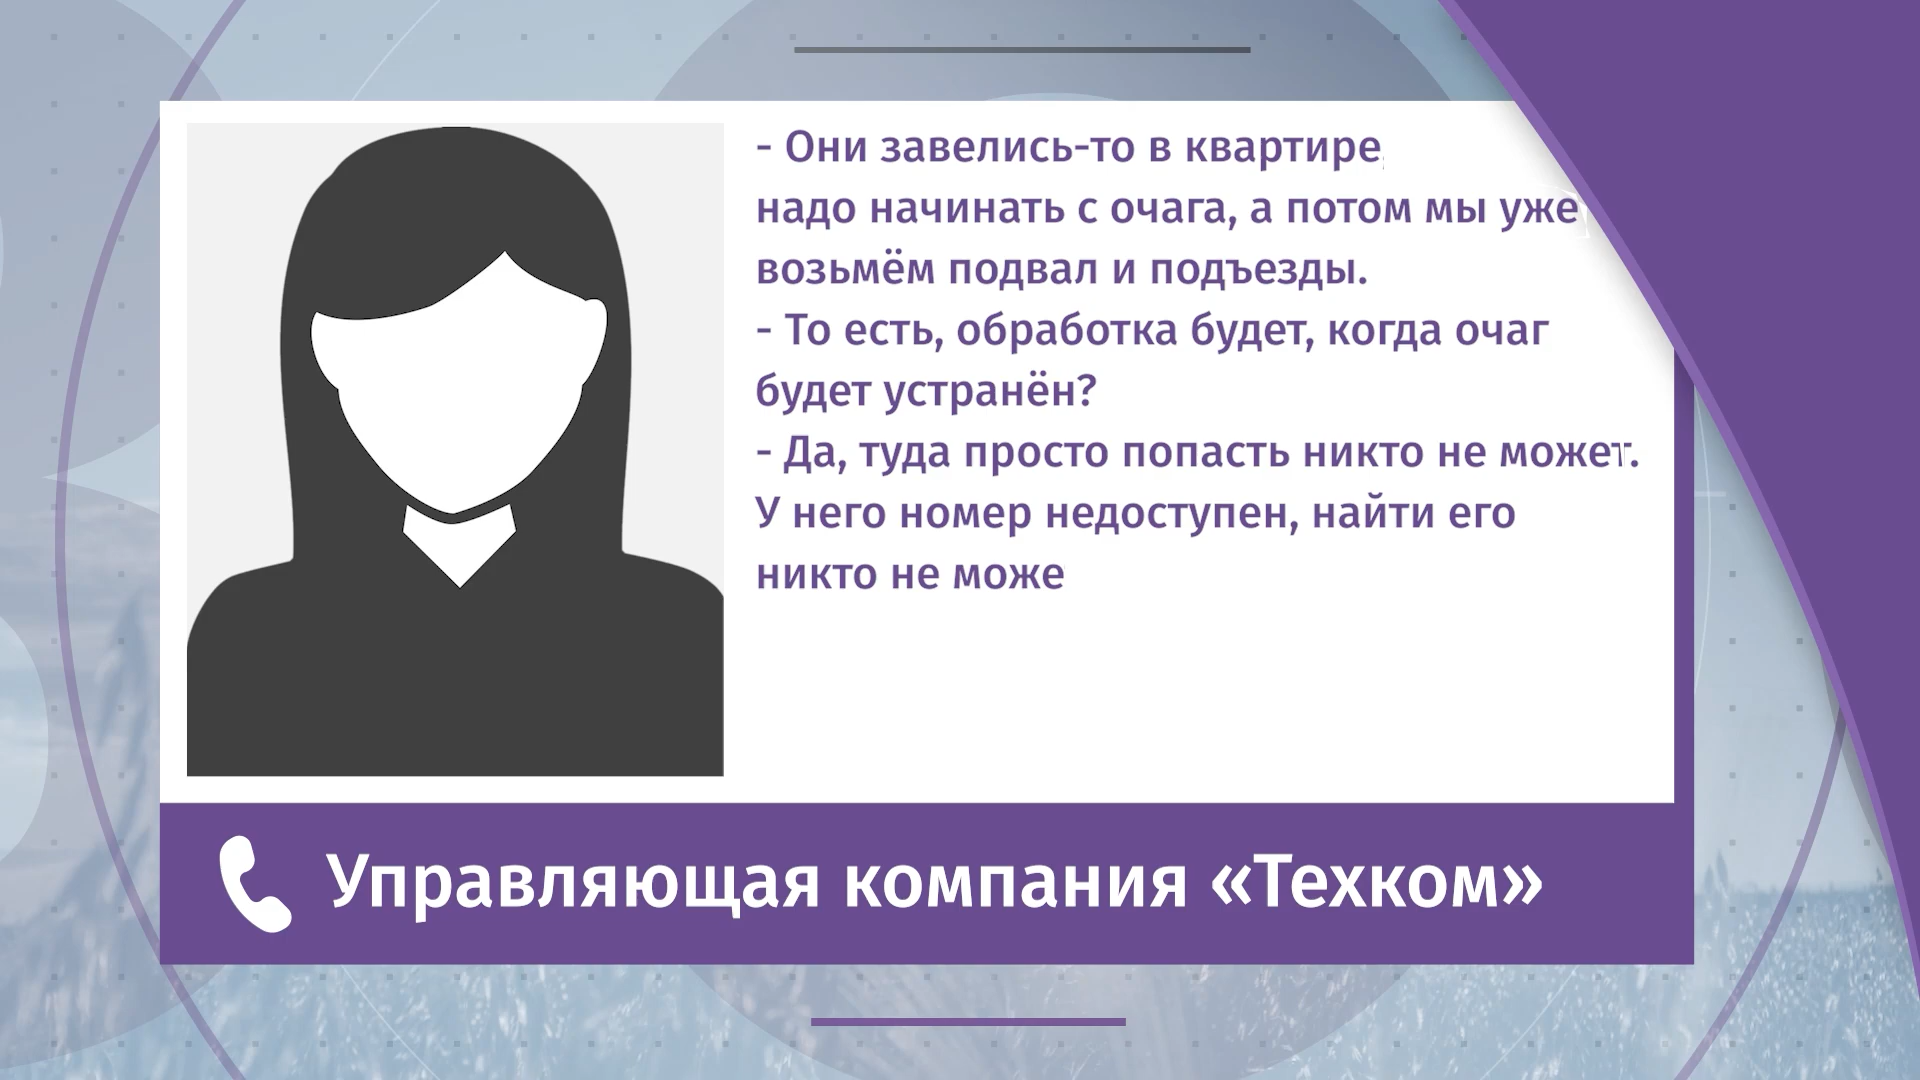 - Они завелись-то в квартире,
надо начинать с очага, а потом мы уже
возьмём подвал и подъезды.
- То есть, обработка будет, когда очаг
будет устранён?
- Да, туда просто попасть никто не может.
У него номер недоступен, найти его
никто не може
Управляющая компания «Техком»